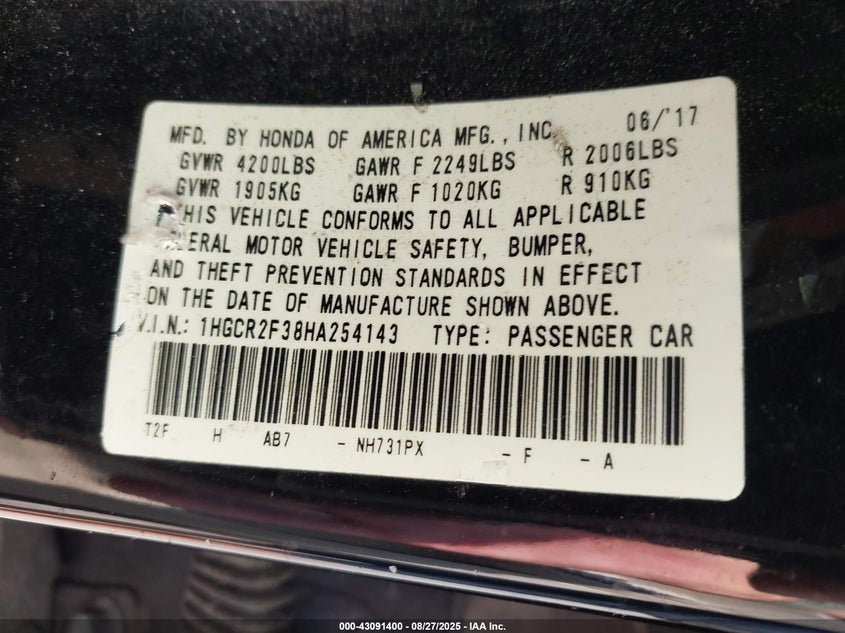 MFD. BY HONDA OF AMERICA MFG., INC 06/'17
GVWR 4200LBS GAWR F 2249LBS R 2006LBS
GVWR 1905KG GAWR F 1020KG R 910KG
HIS VEHICLE CONFORMS TO ALL APPLICABLE
ERAL MOTOR VEHICLE SAFETY, BUMPER,
AND THEFT PREVENTION STANDARDS IN EFFECT
ON THE DATE OF MANUFACTURE SHOWN ABOVE.
V.I.N.: 1HGCR2F38HA254143 TYPE: PASSENGER CAR
T2F H AB7 - NH731PX - F - A
000-43091400 | 08/27/2025 - IAA Inc.